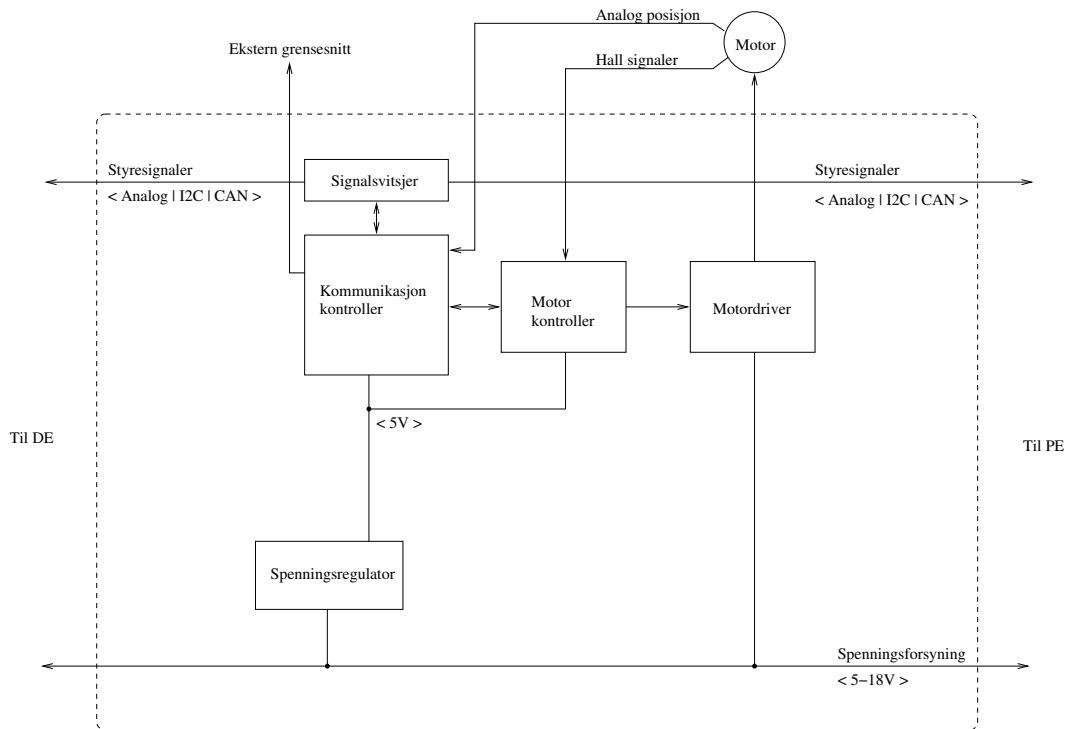 Analog posisjon
Motor
Ekstern grensesnitt
Hall signaler
Styresignaler
< Analog | I2C | CAN >
Signalsvitsjer
Styresignaler
< Analog | I2C | CAN >
Kommunikasjon
kontroller
Motor
kontroller
Motordriver
< 5V >
Til DE
Til PE
Spenningsregulator
Spenningsforsyning
< 5−18V >